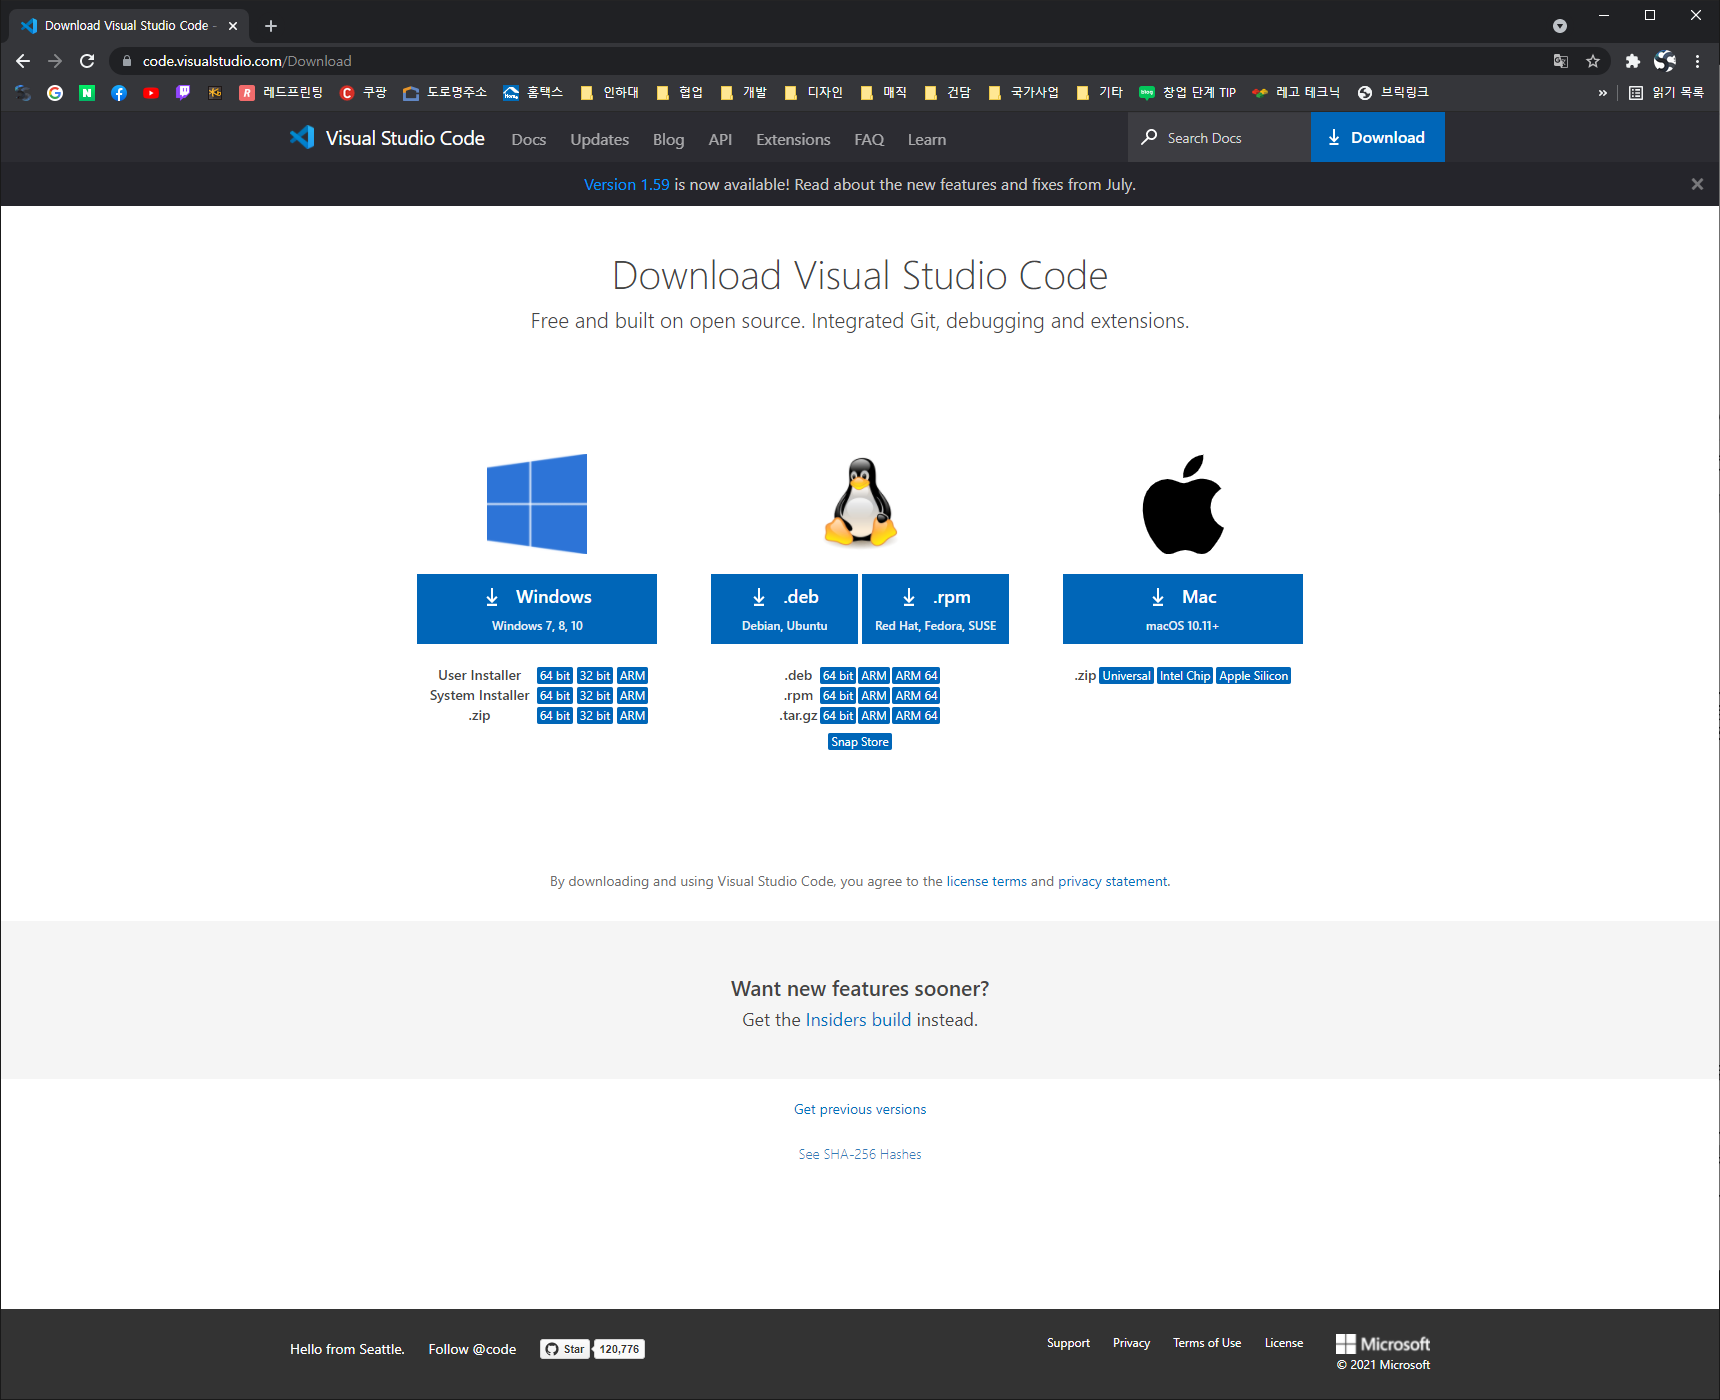 Download Visual Studio Code -
code.visualstudio.com/Download
레드프린팅 쿠팡 도로명주소 홈택스 인하대 협업 개발 디자인 매직 건담 국가사업 기타 창업 단계 TIP 레고 테크닉 브릭링크 » 읽기 목록
Visual Studio Code Docs Updates Blog API Extensions FAQ Learn Search Docs Download
Version 1.59 is now available! Read about the new features and fixes from July.
Download Visual Studio Code
Free and built on open source. Integrated Git, debugging and extensions.
Windows .deb .rpm Mac
Windows 7, 8, 10 Debian, Ubuntu Red Hat, Fedora, SUSE macOS 10.11+
User Installer 64 bit 32 bit ARM .deb 64 bit ARM ARM 64 .zip Universal Intel Chip Apple Silicon
System Installer 64 bit 32 bit ARM .rpm 64 bit ARM ARM 64
.zip 64 bit 32 bit ARM .tar.gz 64 bit ARM ARM 64
Snap Store
By downloading and using Visual Studio Code, you agree to the license terms and privacy statement.
Want new features sooner?
Get the Insiders build instead.
Get previous versions
See SHA-256 Hashes
Hello from Seattle. Follow @code Star 120,776 Support Privacy Terms of Use License Microsoft
© 2021 Microsoft